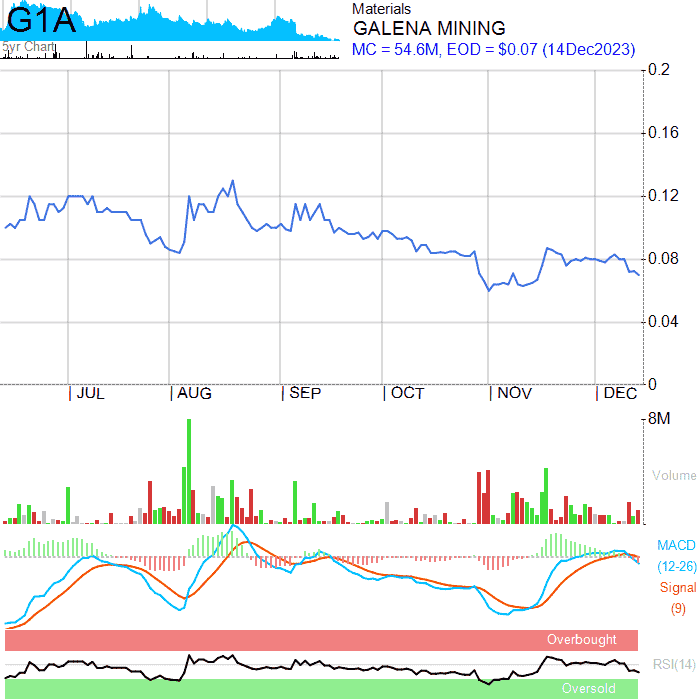 G1A
5yr Chart
Materials
GALENA MINING
MC = 54.6M, EOD = $0.07 (14Dec2023)
0.2
0.16
0.12
0.08
0.04
0
JUL AUG SEP OCT NOV DEC
8M
Volume
MACD
(12-26)
Signal
(9)
Overbought
RSI(14)
Oversold